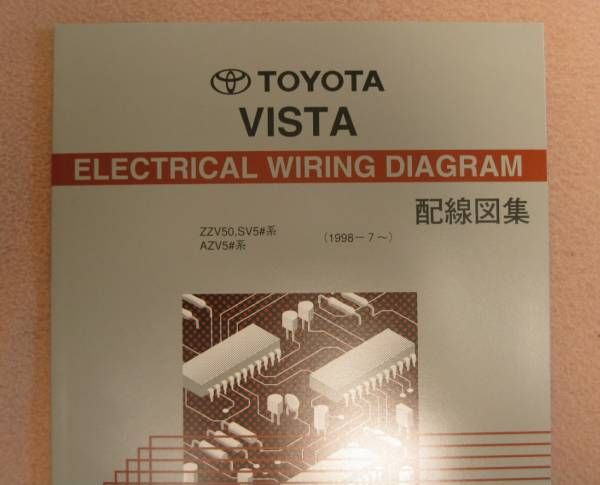 TOYOTA
VISTA
ELECTRICAL WIRING DIAGRAM
配線図集
ZZV50,SV5#系
AZV5#系 (1998－7～)